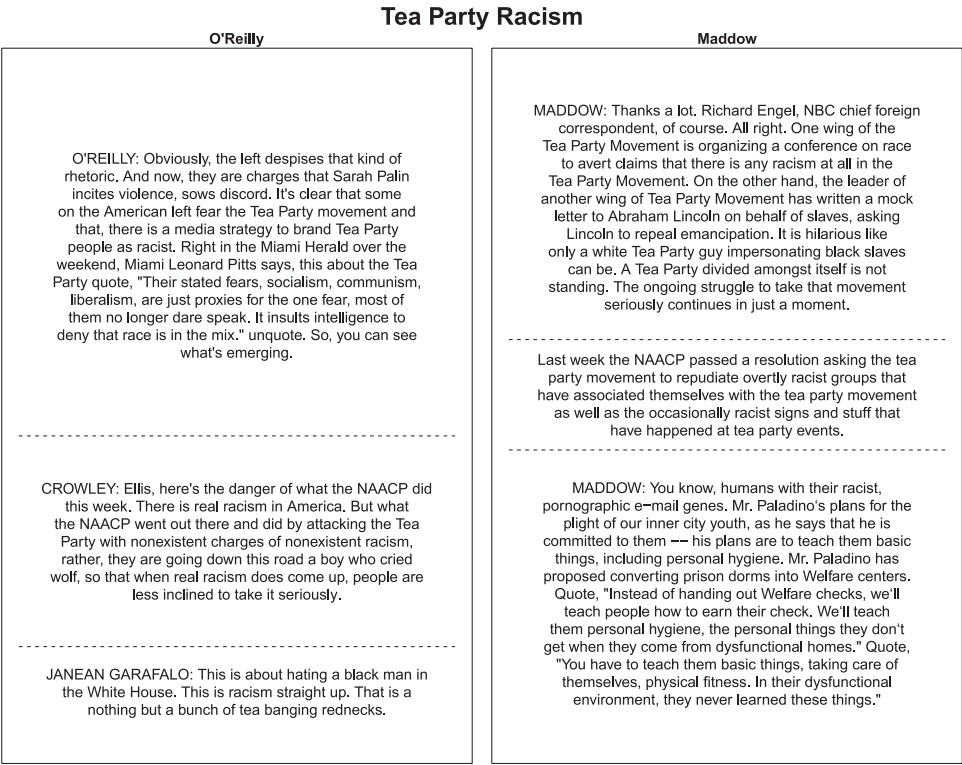 Tea Party Racism
O'Reilly
O'REILLY: Obviously, the left despises that kind of
rhetoric. And now, they are charges that Sarah Palin
incites violence, sows discord. It's clear that some
on the American left fear the Tea Party movement and
that, there is a media strategy to brand Tea Party
people as racist. Right in the Miami Herald over the
weekend, Miami Leonard Pitts says, this about the Tea
Party quote, "Their stated fears, socialism, communism,
liberalism, are just proxies for the one fear, most of
them no longer dare speak. It insults intelligence to
deny that race is in the mix." unquote. So, you can see
what's emerging.
CROWLEY: Ellis, here's the danger of what the NAACP did
this week. There is real racism in America. But what
the NAACP went out there and did by attacking the Tea
Party with nonexistent charges of nonexistent racism,
rather, they are going down this road a boy who cried
wolf, so that when real racism does come up, people are
less inclined to take it seriously.
JANEAN GARAFALO: This is about hating a black man in
the White House. This is racism straight up. That is a
nothing but a bunch of tea banging rednecks.
Maddow
MADDOW: Thanks a lot. Richard Engel, NBC chief foreign
correspondent, of course. All right. One wing of the
Tea Party Movement is organizing a conference on race
to avert claims that there is any racism at all in the
Tea Party Movement. On the other hand, the leader of
another wing of Tea Party Movement has written a mock
letter to Abraham Lincoln on behalf of slaves, asking
Lincoln to repeal emancipation. It is hilarious like
only a white Tea Party guy impersonating black slaves
can be. A Tea Party divided amongst itself is not
standing. The ongoing struggle to take that movement
seriously continues in just a moment.
Last week the NAACP passed a resolution asking the tea
party movement to repudiate overtly racist groups that
have associated themselves with the tea party movement
as well as the occasionally racist signs and stuff that
have happened at tea party events.
MADDOW: You know, humans with their racist,
pornographic e-mail genes. Mr. Paladino's plans for the
plight of our inner city youth, as he says that he is
committed to them -- his plans are to teach them basic
things, including personal hygiene. Mr. Paladino has
proposed converting prison dorms into Welfare centers.
Quote, "Instead of handing out Welfare checks, we'll
teach people how to earn their check. We'll teach
them personal hygiene, the personal things they don't
get when they come from dysfunctional homes." Quote,
"You have to teach them basic things, taking care of
themselves, physical fitness. In their dysfunctional
environment, they never learned these things."